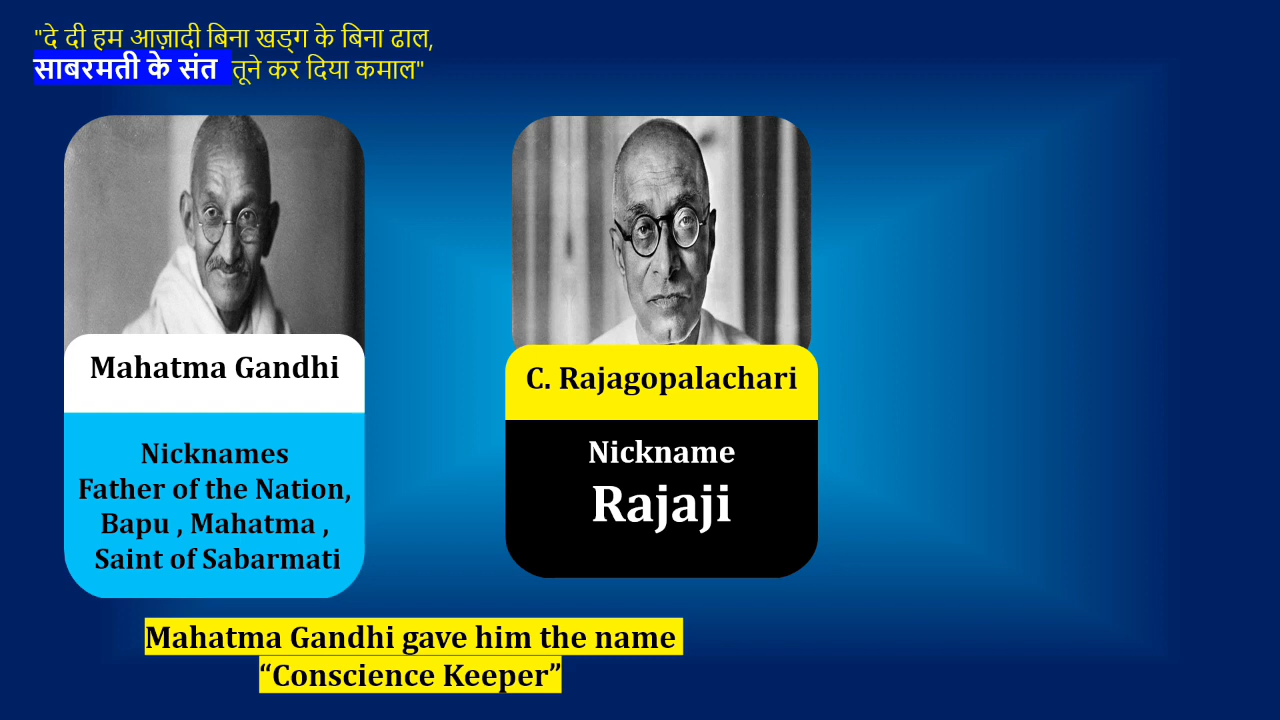 "दे दी हम आज़ादी बिना खड्ग के बिना ढाल,
साबरमती के संत तूने कर दिया कमाल"
Mahatma Gandhi
Nicknames
Father of the Nation,
Bapu , Mahatma ,
Saint of Sabarmati
C. Rajagopalachari
Nickname
Rajaji
Mahatma Gandhi gave him the name
“Conscience Keeper”